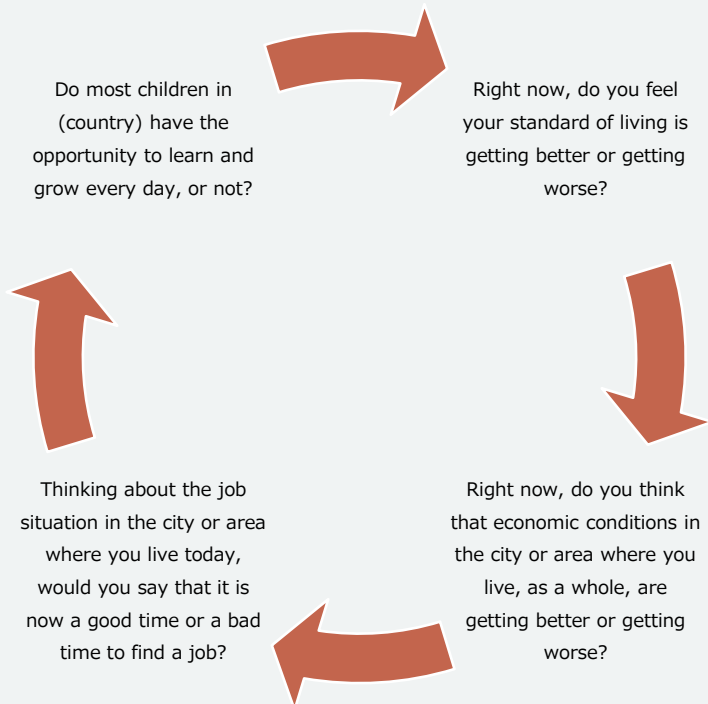 Do most children in
(country) have the
opportunity to learn and
grow every day, or not?
Right now, do you feel
your standard of living is
getting better or getting
worse?
Right now, do you think
that economic conditions in
the city or area where you
live, as a whole, are
getting better or getting
worse?
Thinking about the job
situation in the city or area
where you live today,
would you say that it is
now a good time or a bad
time to find a job?